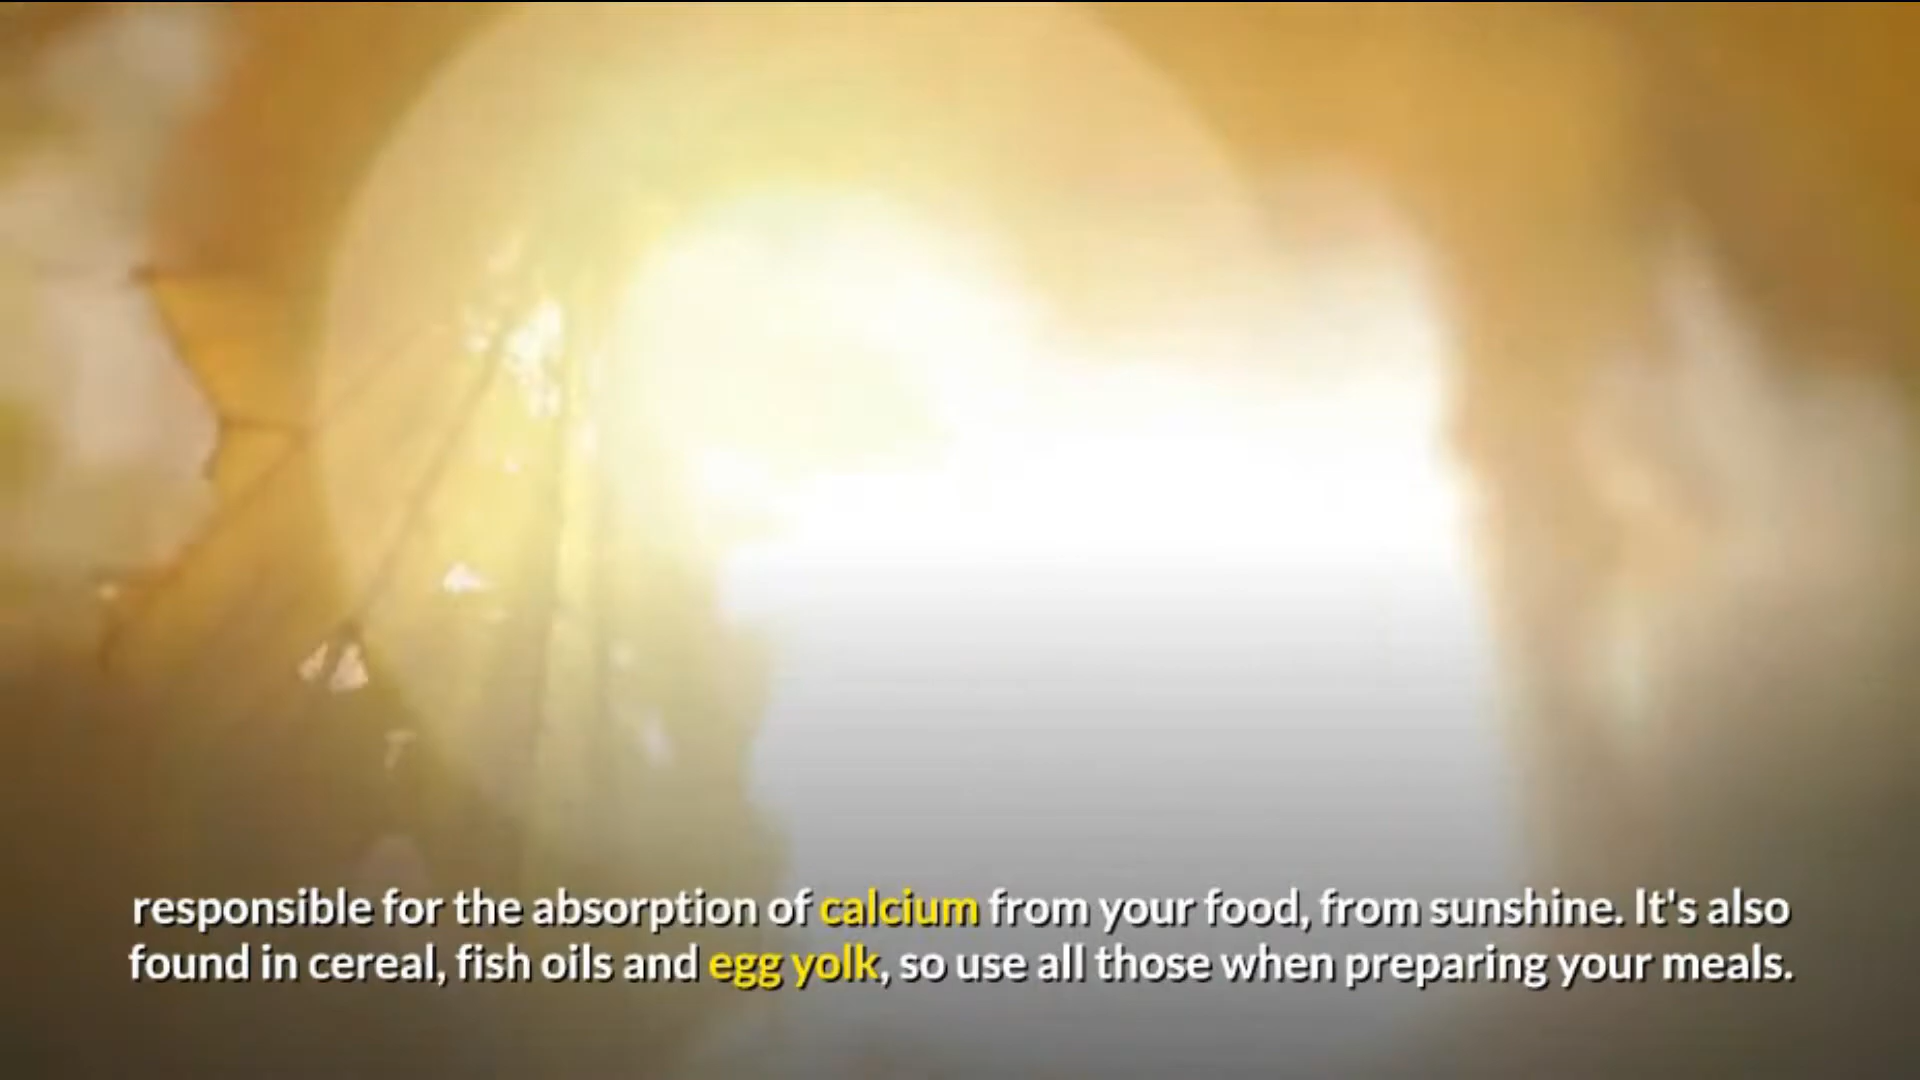 responsible for the absorption of calcium from your food, from sunshine. It's also
found in cereal, fish oils and egg yolk, so use all those when preparing your meals.